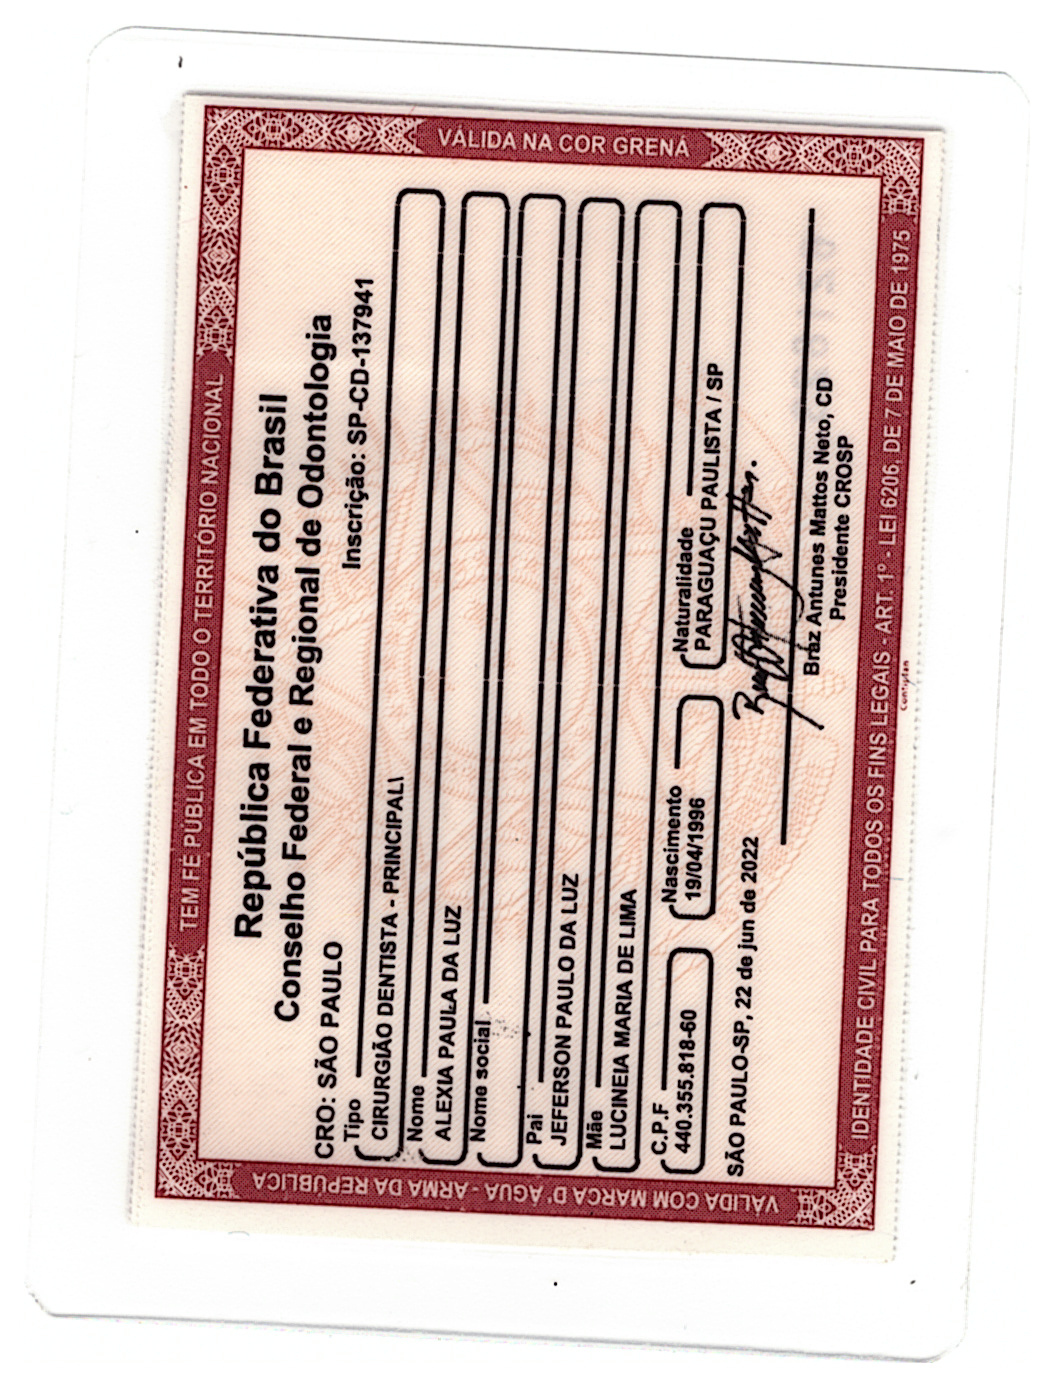 VÁLIDA NA COR GRENÁ
TEM FÉ PÚBLICA EM TODO O TERRITÓRIO NACIONAL
República Federativa do Brasil
Conselho Federal e Regional de Odontologia
CRO: SÃO PAULO
Inscrição: SP-CD-137941
Tipo
CIRURGIÃO DENTISTA - PRINCIPAL\
Nome
ALEXIA PAULA DA LUZ
Nome social
Pai
JEFERSON PAULO DA LUZ
Mãe
LUCINEIA MARIA DE LIMA
C.P.F
440.355.818-60
Nascimento
19/04/1996
Naturalidade
PARAGUAÇU PAULISTA / SP
SÃO PAULO-SP, 22 de jun de 2022
Braz Antunes Mattos Neto, CD
Presidente CROSP
IDENTIDADE CIVIL PARA TODOS OS FINS LEGAIS - ART. 1º - LEI 6206, DE 7 DE MAIO DE 1975
VÁLIDA COM MARCA D'ÁGUA - ARMA DA REPÚBLICA